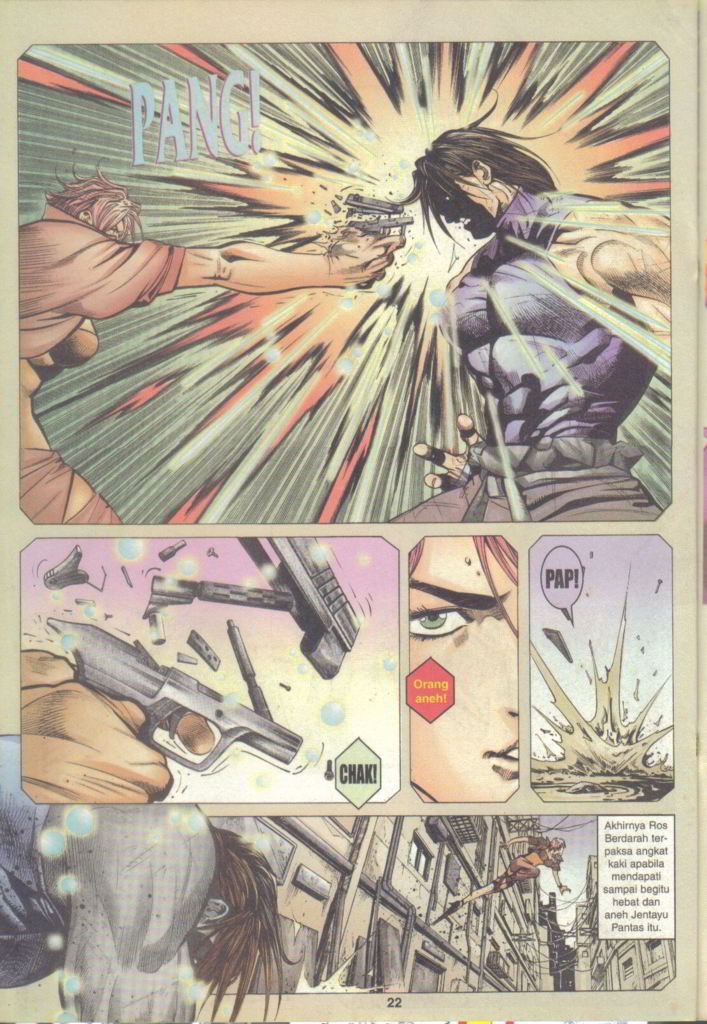 PANG!
CHAK!
Orang
aneh!
PAP!
Akhirnya Ros
Berdarah ter-
paksa angkat
kaki apabila
mendapati
sampai begitu
hebat dan
aneh Jentayu
Pantas itu.
22